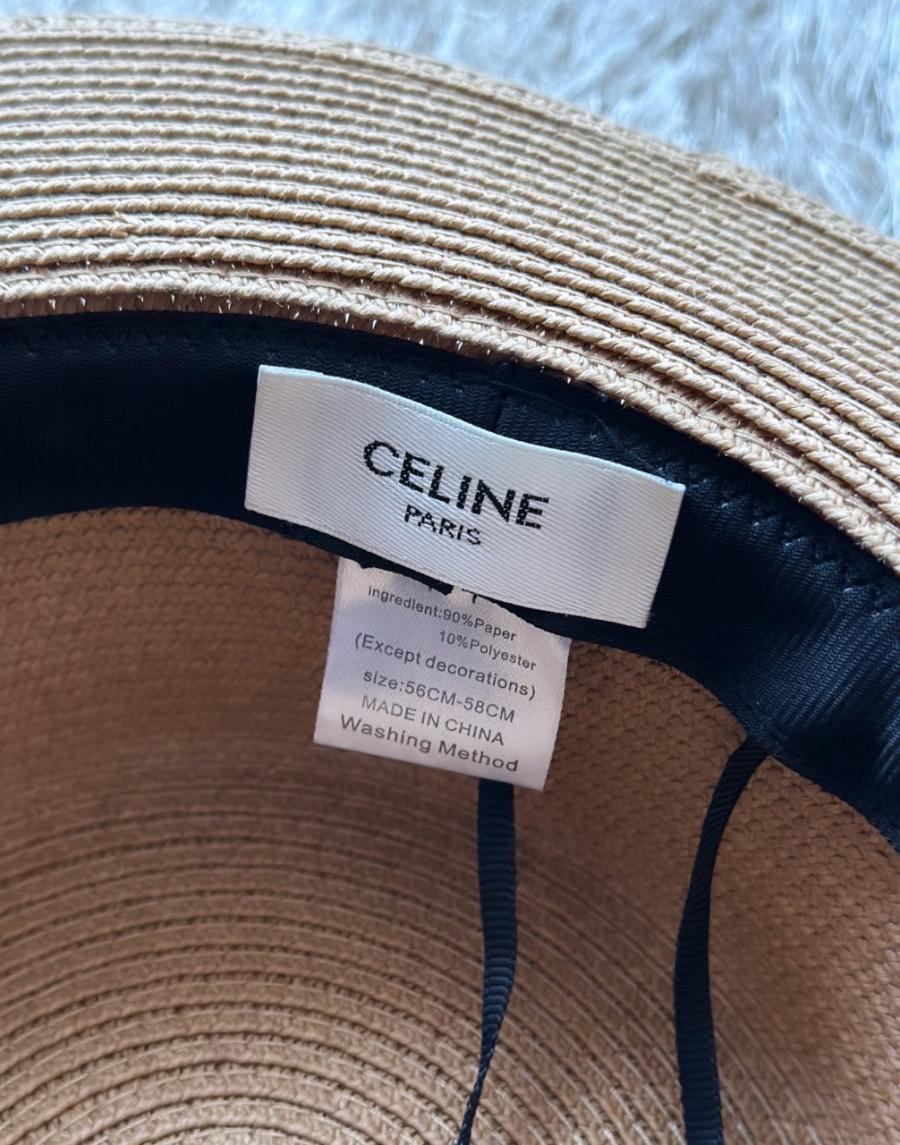 CELINE
PARIS
ingredient:90%Paper
10%Polyester
(Except decorations)
size:56CM-58CM
MADE IN CHINA
Washing Method